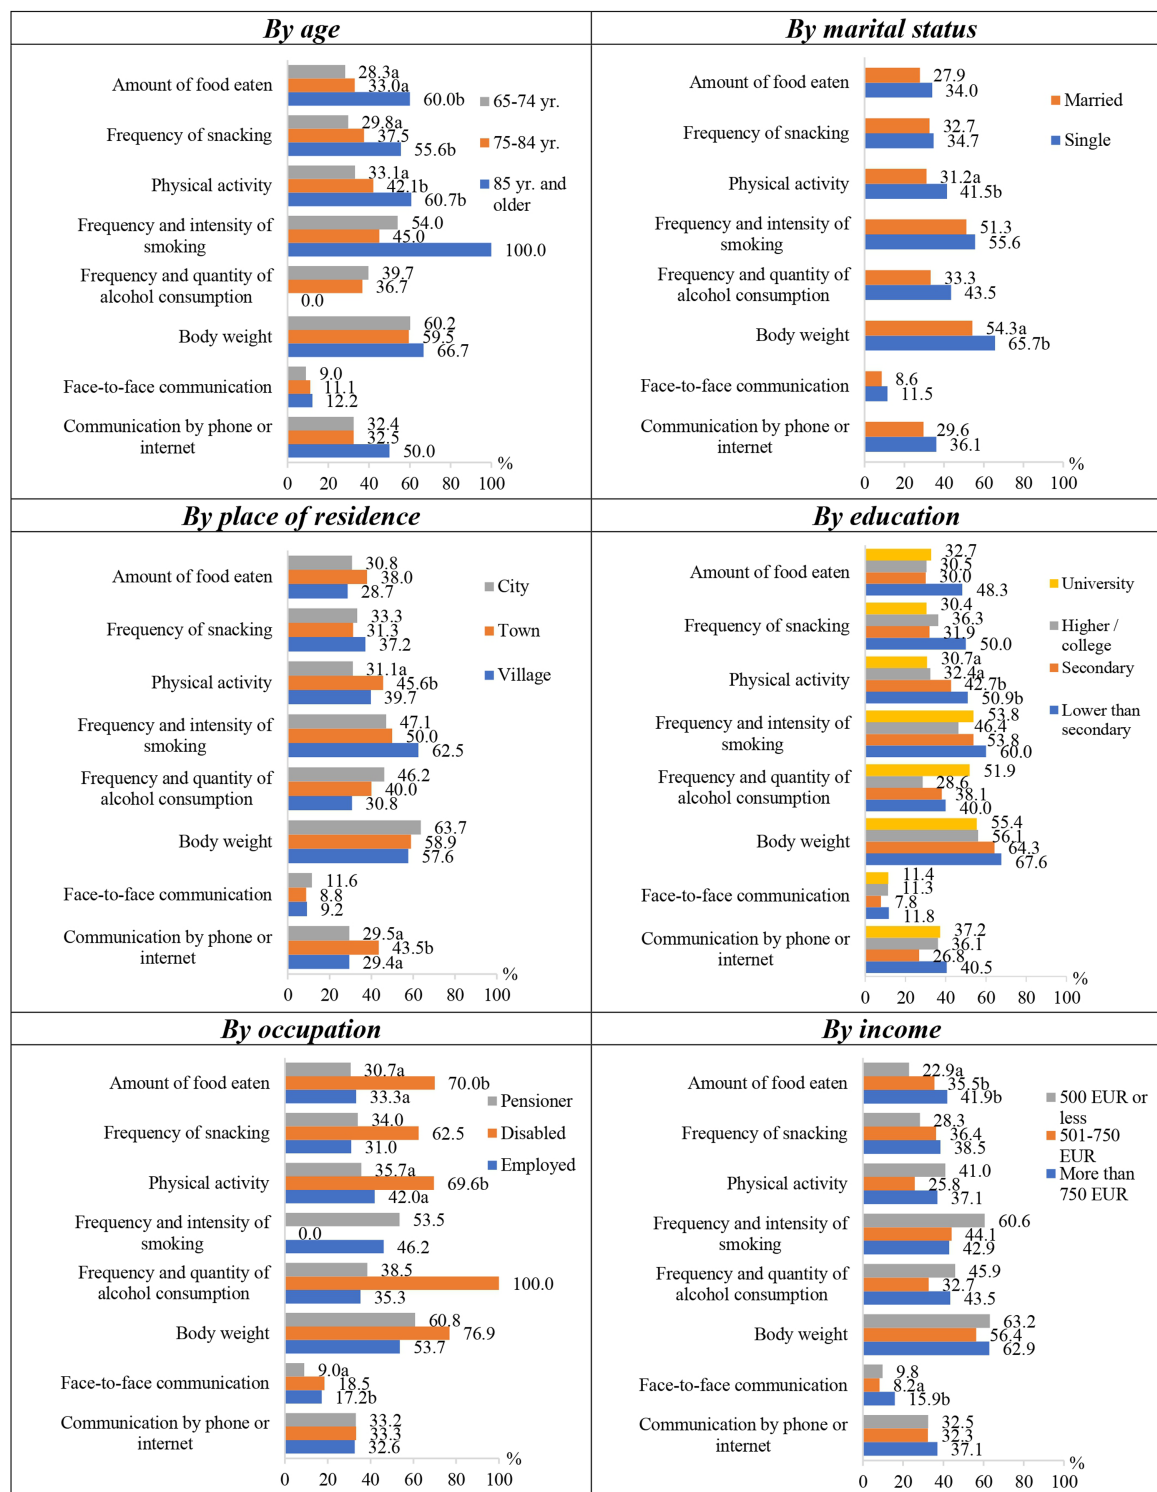 By age
Amount of food eaten
28.3a
33.0a
60.0b
Frequency of snacking
29.8a
37.5
55.6b
Physical activity
33.1a
42.1b
60.7b
Frequency and intensity of
smoking
54.0
45.0
100.0
Frequency and quantity of
alcohol consumption
39.7
36.7
0.0
Body weight
60.2
59.5
66.7
Face-to-face communication
9.0
11.1
12.2
Communication by phone or
internet
32.4
32.5
50.0
%
0 20 40 60 80 100
65-74 yr.
75-84 yr.
85 yr. and
older
By marital status
Amount of food eaten
27.9
34.0
Frequency of snacking
32.7
34.7
Physical activity
31.2a
41.5b
Frequency and intensity of
smoking
51.3
55.6
Frequency and quantity of
alcohol consumption
33.3
43.5
Body weight
54.3a
65.7b
Face-to-face communication
8.6
11.5
Communication by phone or
internet
29.6
36.1
%
0 20 40 60 80 100
Married
Single
By place of residence
Amount of food eaten
30.8
38.0
28.7
Frequency of snacking
33.3
31.3
37.2
Physical activity
31.1a
45.6b
39.7
Frequency and intensity of
smoking
47.1
50.0
62.5
Frequency and quantity of
alcohol consumption
46.2
40.0
30.8
Body weight
63.7
58.9
57.6
Face-to-face communication
11.6
8.8
9.2
Communication by phone or
internet
29.5a
43.5b
29.4a
%
0 20 40 60 80 100
City
Town
Village
By education
Amount of food eaten
32.7
30.5
30.0
48.3
Frequency of snacking
30.4
36.3
31.9
50.0
Physical activity
30.7a
32.4a
42.7b
50.9b
Frequency and intensity of
smoking
53.8
46.4
53.8
60.0
Frequency and quantity of
alcohol consumption
51.9
28.6
38.1
40.0
Body weight
55.4
56.1
64.3
67.6
Face-to-face communication
11.4
11.3
7.8
11.8
Communication by phone or
internet
37.2
36.1
26.8
40.5
%
0 20 40 60 80 100
University
Higher /
college
Secondary
Lower than
secondary
By occupation
Amount of food eaten
30.7a
70.0b
33.3a
Frequency of snacking
34.0
62.5
31.0
Physical activity
35.7a
69.6b
42.0a
Frequency and intensity of
smoking
53.5
0.0
46.2
Frequency and quantity of
alcohol consumption
38.5
100.0
35.3
Body weight
60.8
76.9
53.7
Face-to-face communication
9.0a
18.5
17.2b
Communication by phone or
internet
33.2
33.3
32.6
%
0 20 40 60 80 100
Pensioner
Disabled
Employed
By income
Amount of food eaten
22.9a
35.5b
41.9b
Frequency of snacking
28.3
36.4
38.5
Physical activity
41.0
25.8
37.1
Frequency and intensity of
smoking
60.6
44.1
42.9
Frequency and quantity of
alcohol consumption
45.9
32.7
43.5
Body weight
63.2
56.4
62.9
Face-to-face communication
9.8
8.2a
15.9b
Communication by phone or
internet
32.5
32.3
37.1
%
0 20 40 60 80 100
500 EUR or
less
501-750
EUR
More than
750 EUR